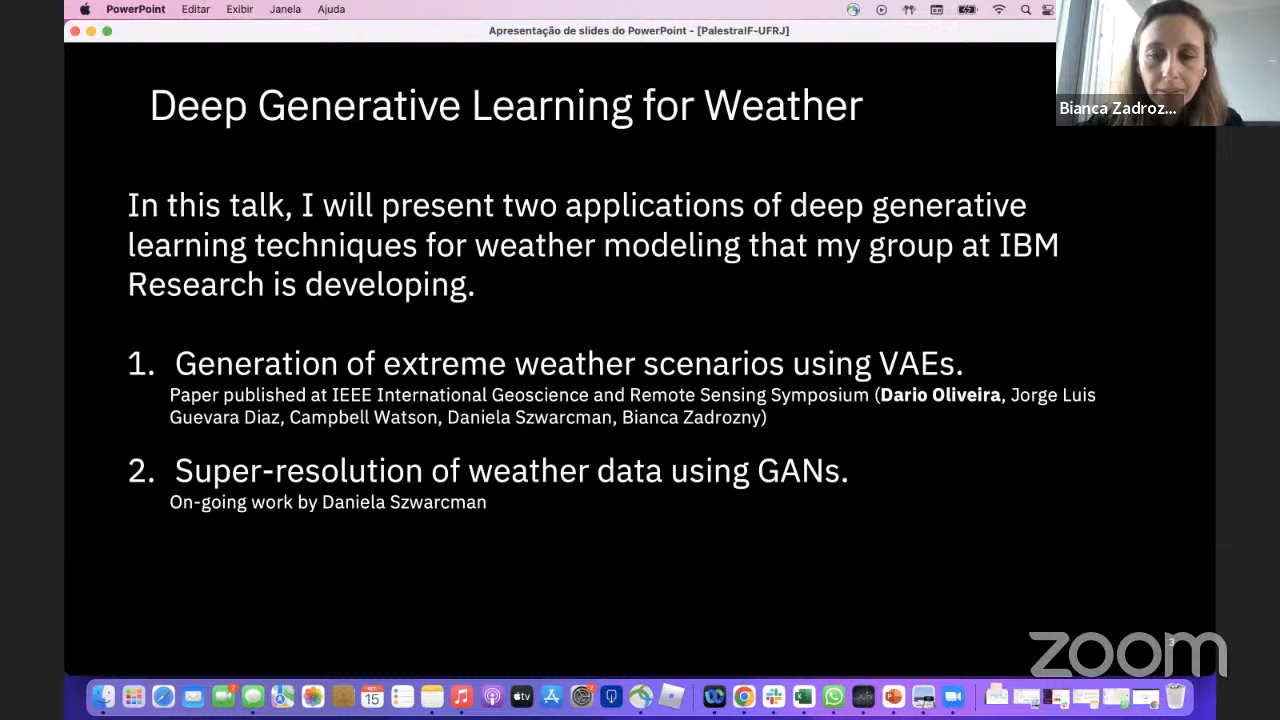 PowerPoint Editar Exibir Janela Ajuda
Apresentação de slides do PowerPoint - [PalestraIF-UFRJ]
Bianca Zadroz...
Deep Generative Learning for Weather
In this talk, I will present two applications of deep generative
learning techniques for weather modeling that my group at IBM
Research is developing.
1. Generation of extreme weather scenarios using VAEs.
Paper published at IEEE International Geoscience and Remote Sensing Symposium (Dario Oliveira, Jorge Luis
Guevara Diaz, Campbell Watson, Daniela Szwarcman, Bianca Zadrozny)
2. Super-resolution of weather data using GANs.
On-going work by Daniela Szwarcman
3
zoom
15
tv